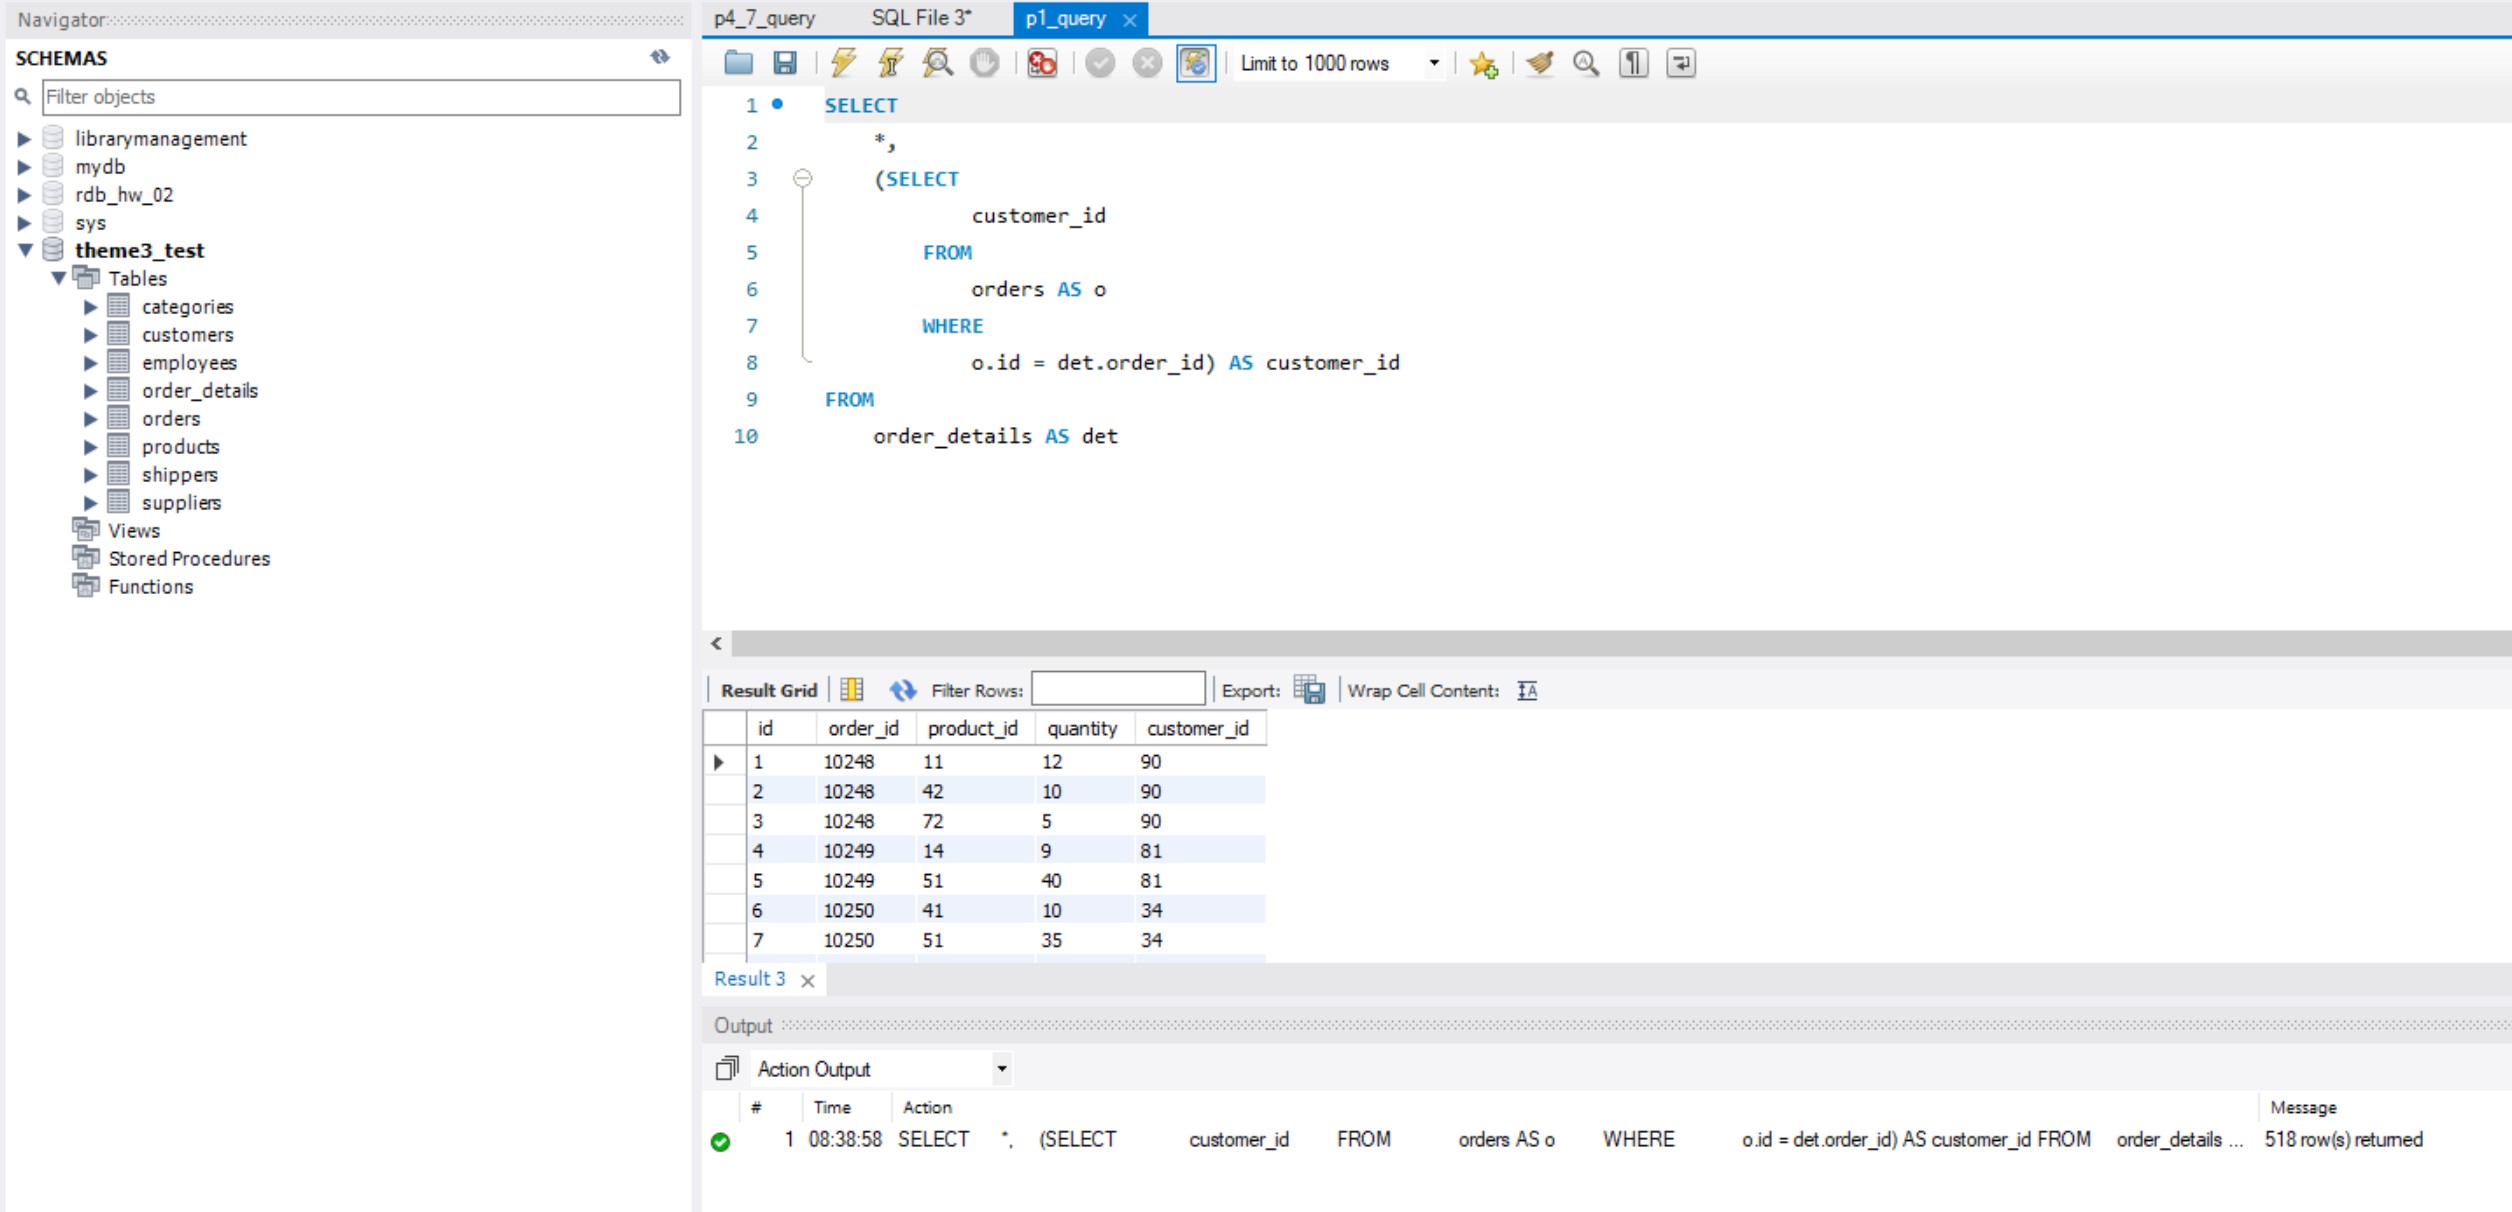 Navigator
SCHEMAS
Filter objects
librarymanagement
mydb
rdb_hw_02
sys
theme3_test
Tables
categories
customers
employees
order_details
orders
products
shippers
suppliers
Views
Stored Procedures
Functions
p4_7_query SQL File 3* p1_query
Limit to 1000 rows
1 SELECT
2 *,
3 (SELECT
4 customer_id
5 FROM
6 orders AS o
7 WHERE
8 o.id = det.order_id) AS customer_id
9 FROM
10 order_details AS det
Result Grid Filter Rows: Export: Wrap Cell Content:
id order_id product_id quantity customer_id
1 10248 11 12 90
2 10248 42 10 90
3 10248 72 5 90
4 10249 14 9 81
5 10249 51 40 81
6 10250 41 10 34
7 10250 51 35 34
Result 3
Output
Action Output
# Time Action Message
1 08:38:58 SELECT *, (SELECT customer_id FROM orders AS o WHERE o.id = det.order_id) AS customer_id FROM order_details ... 518 row(s) returned